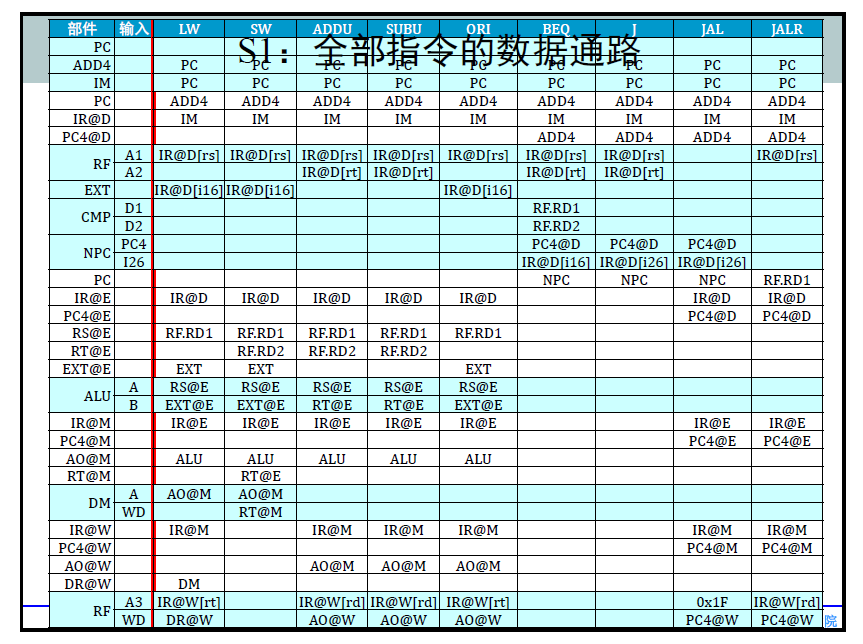 S1：全部指令的数据通路
部件 输入 LW SW ADDU SUBU ORI BEQ J JAL JALR
PC
ADD4 PC PC PC PC PC PC PC PC PC
IM PC PC PC PC PC PC PC PC PC
PC ADD4 ADD4 ADD4 ADD4 ADD4 ADD4 ADD4 ADD4 ADD4
IR@D IM IM IM IM IM IM IM IM IM
PC4@D ADD4 ADD4 ADD4 ADD4
RF A1 IR@D[rs] IR@D[rs] IR@D[rs] IR@D[rs] IR@D[rs] IR@D[rs] IR@D[rs] IR@D[rs]
A2 IR@D[rt] IR@D[rt] IR@D[rt] IR@D[rt]
EXT IR@D[i16] IR@D[i16] IR@D[i16]
CMP D1 RF.RD1
D2 RF.RD2
NPC PC4 PC4@D PC4@D PC4@D
I26 IR@D[i16] IR@D[i26] IR@D[i26]
PC NPC NPC NPC RF.RD1
IR@E IR@D IR@D IR@D IR@D IR@D IR@D IR@D
PC4@E PC4@D PC4@D
RS@E RF.RD1 RF.RD1 RF.RD1 RF.RD1 RF.RD1
RT@E RF.RD2 RF.RD2 RF.RD2
EXT@E EXT EXT EXT
ALU A RS@E RS@E RS@E RS@E RS@E
B EXT@E EXT@E RT@E RT@E EXT@E
IR@M IR@E IR@E IR@E IR@E IR@E IR@E IR@E
PC4@M PC4@E PC4@E
AO@M ALU ALU ALU ALU ALU
RT@M RT@E
DM A AO@M AO@M
WD RT@M
IR@W IR@M IR@M IR@M IR@M IR@M IR@M
PC4@W PC4@M PC4@M
AO@W AO@M AO@M AO@M
DR@W DM
RF A3 IR@W[rt] IR@W[rd] IR@W[rd] IR@W[rt] 0x1F IR@W[rd]
WD DR@W AO@W AO@W AO@W PC4@W PC4@W
院